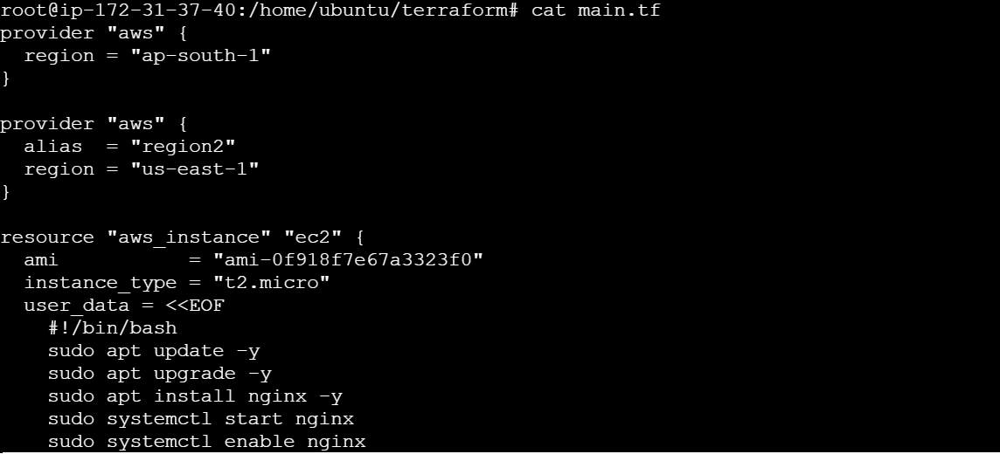 root@ip-172-31-37-40:/home/ubuntu/terraform# cat main.tf
provider "aws" {
  region = "ap-south-1"
}

provider "aws" {
  alias  = "region2"
  region = "us-east-1"
}

resource "aws_instance" "ec2" {
  ami           = "ami-0f918f7e67a3323f0"
  instance_type = "t2.micro"
  user_data = <<EOF
    #!/bin/bash
    sudo apt update -y
    sudo apt upgrade -y
    sudo apt install nginx -y
    sudo systemctl start nginx
    sudo systemctl enable nginx